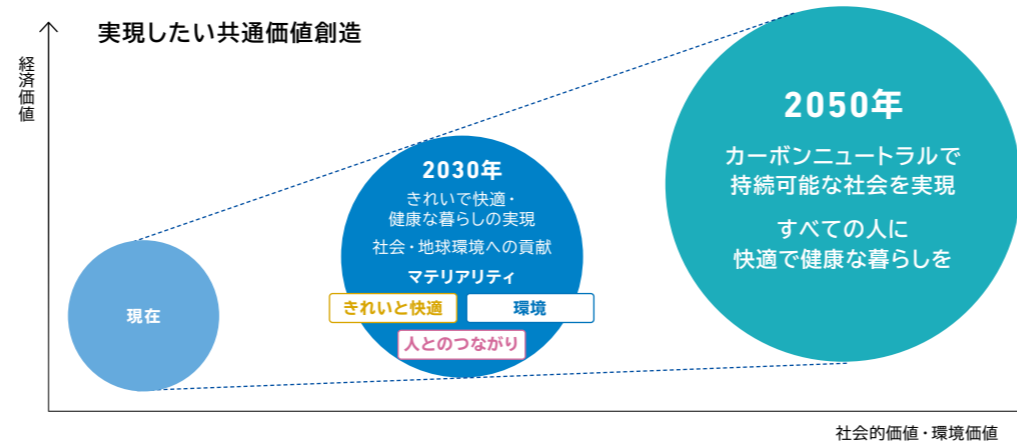 実現したい共通価値創造
経済価値
現在
2030年
きれいで快適・
健康な暮らしの実現
社会・地球環境への貢献
マテリアリティ
きれいと快適
環境
人とのつながり
2050年
カーボンニュートラルで
持続可能な社会を実現
すべての人に
快適で健康な暮らしを
社会的価値・環境価値